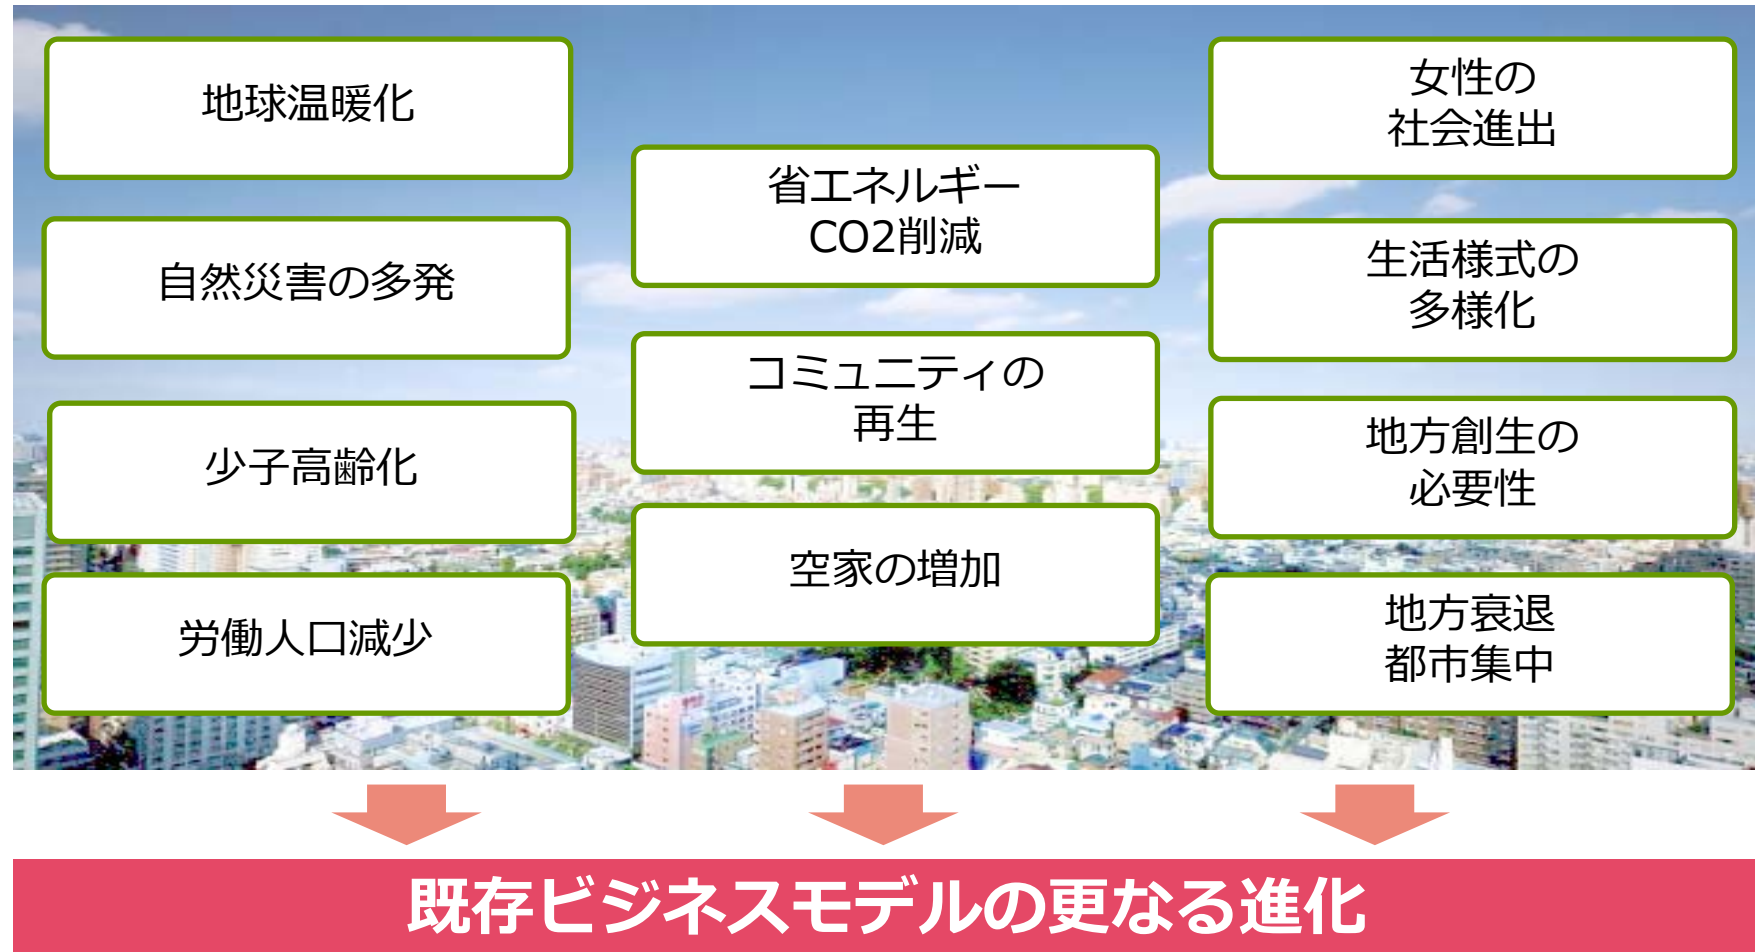 地球温暖化
自然災害の多発
少子高齢化
労働人口減少
省エネルギー
CO2削減
コミュニティの
再生
空家の増加
女性の
社会進出
生活様式の
多様化
地方創生の
必要性
地方衰退
都市集中
既存ビジネスモデルの更なる進化